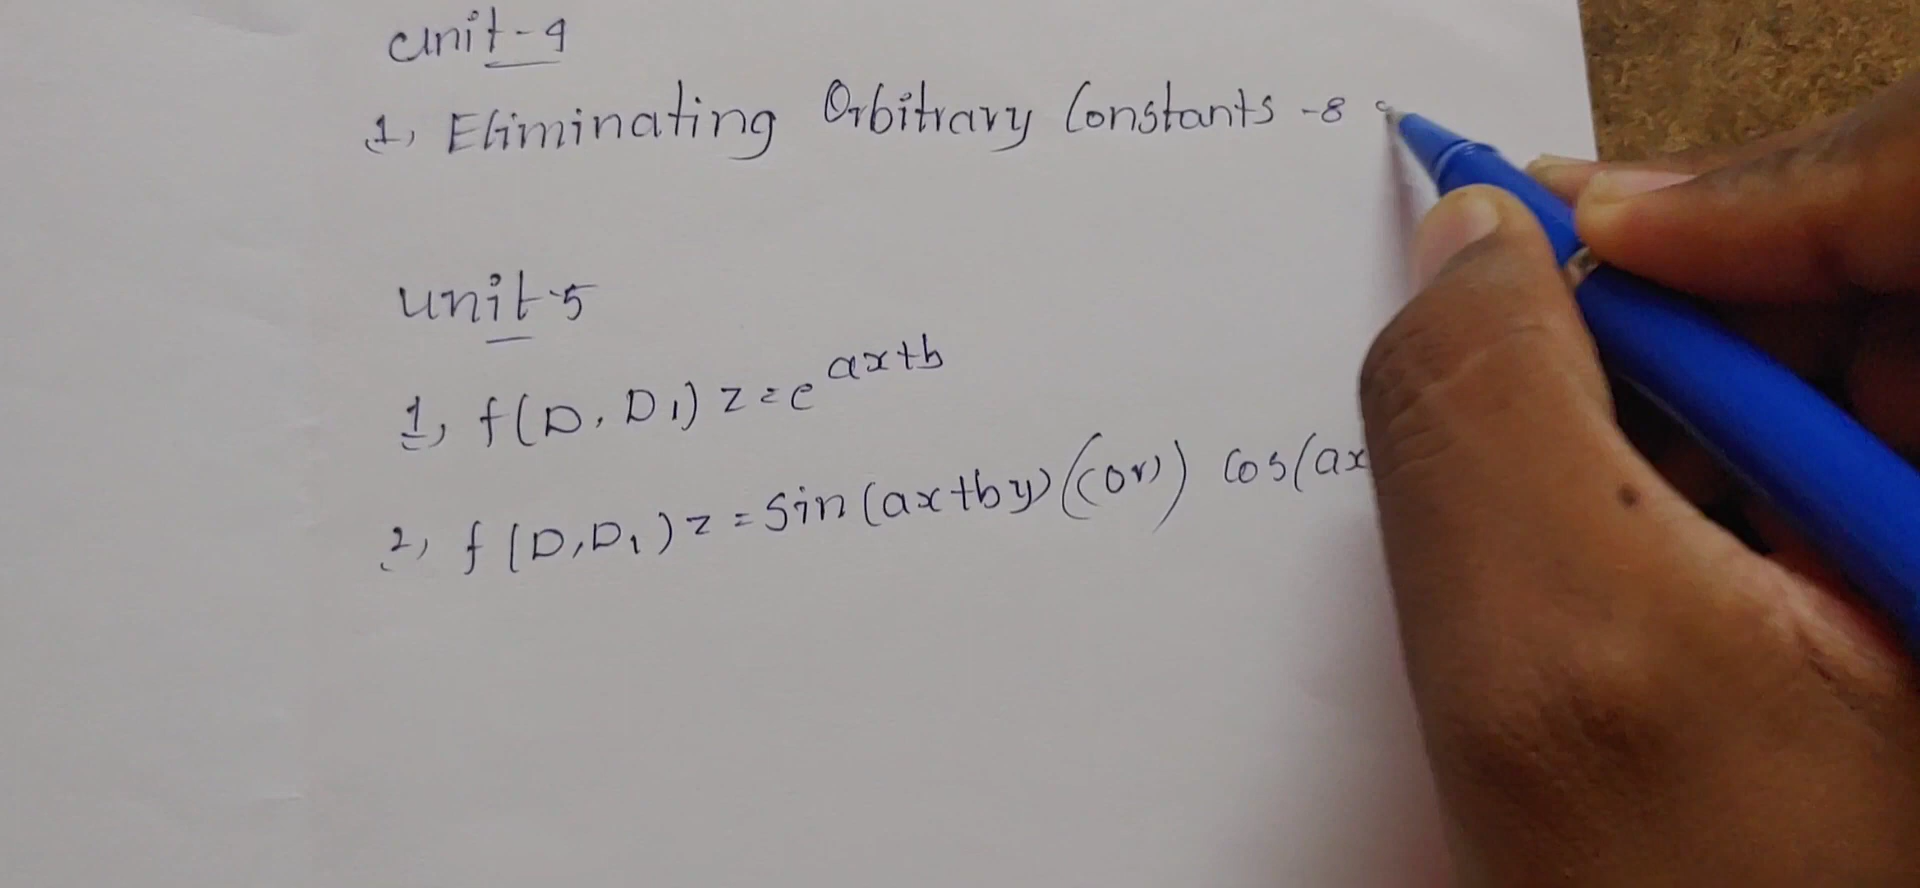 Unit-4
1, Eliminating Orbitrary Constants -8
Unit-5
1, f(D, D1) z = e^ax+b
2, f(D,D1) z = Sin(ax+by) (or) Cos(ax